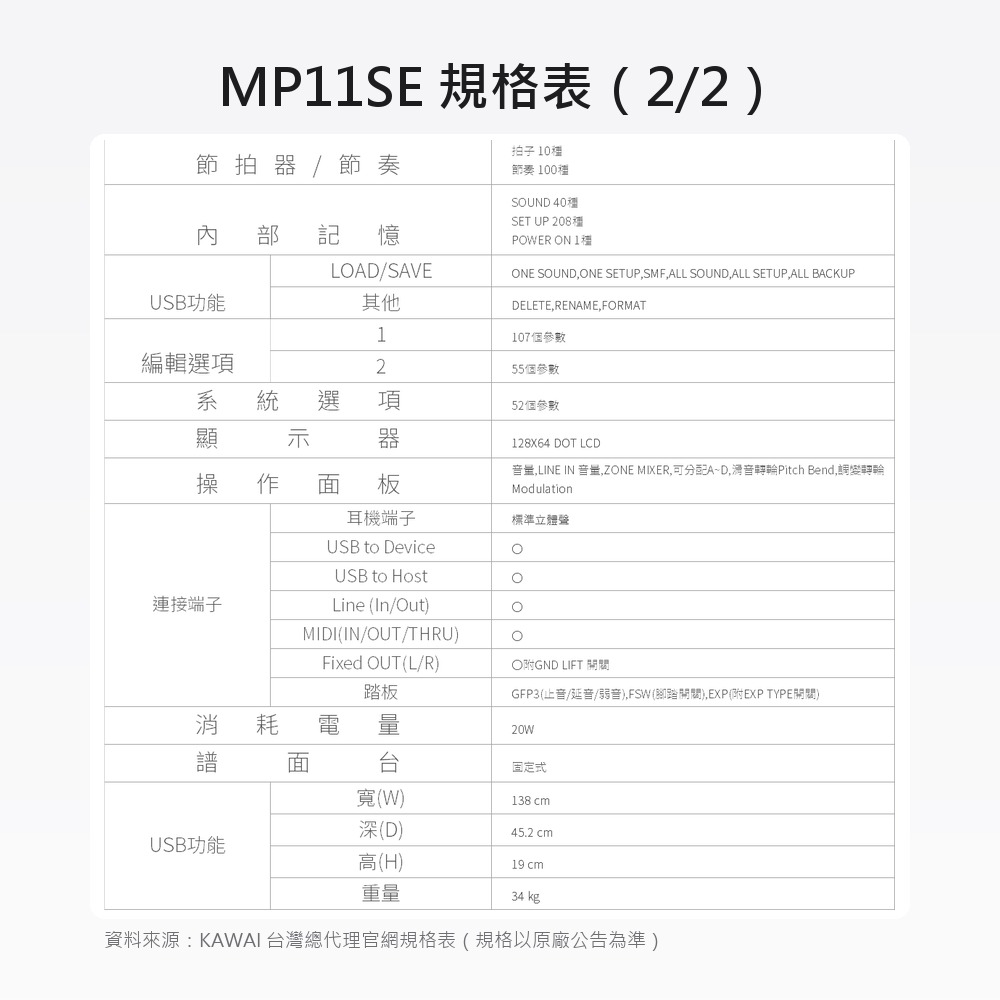 MP11SE 規格表（2/2）
節拍器/節奏
拍子 10種
節奏 100種
內部記憶
SOUND 40種
SET UP 208種
POWER ON 1種
USB功能
LOAD/SAVE
ONE SOUND,ONE SETUP,SMF,ALL SOUND,ALL SETUP,ALL BACKUP
其他
DELETE,RENAME,FORMAT
編輯選項
1
107個參數
2
55個參數
系統選項
52個參數
顯示器
128X64 DOT LCD
操作面板
音量,LINE IN 音量,ZONE MIXER,可分配A~D,滑音轉輪Pitch Bend,調變轉輪
Modulation
連接端子
耳機端子
標準立體聲
USB to Device
○
USB to Host
○
Line (In/Out)
○
MIDI(IN/OUT/THRU)
○
Fixed OUT(L/R)
○附GND LIFT 開關
踏板
GFP3(止音/延音/弱音),FSW(腳踏開關),EXP(附EXP TYPE開關)
消耗電量
20W
譜面台
固定式
USB功能
寬(W)
138 cm
深(D)
45.2 cm
高(H)
19 cm
重量
34 kg
資料來源：KAWAI 台灣總代理官網規格表（規格以原廠公告為準）